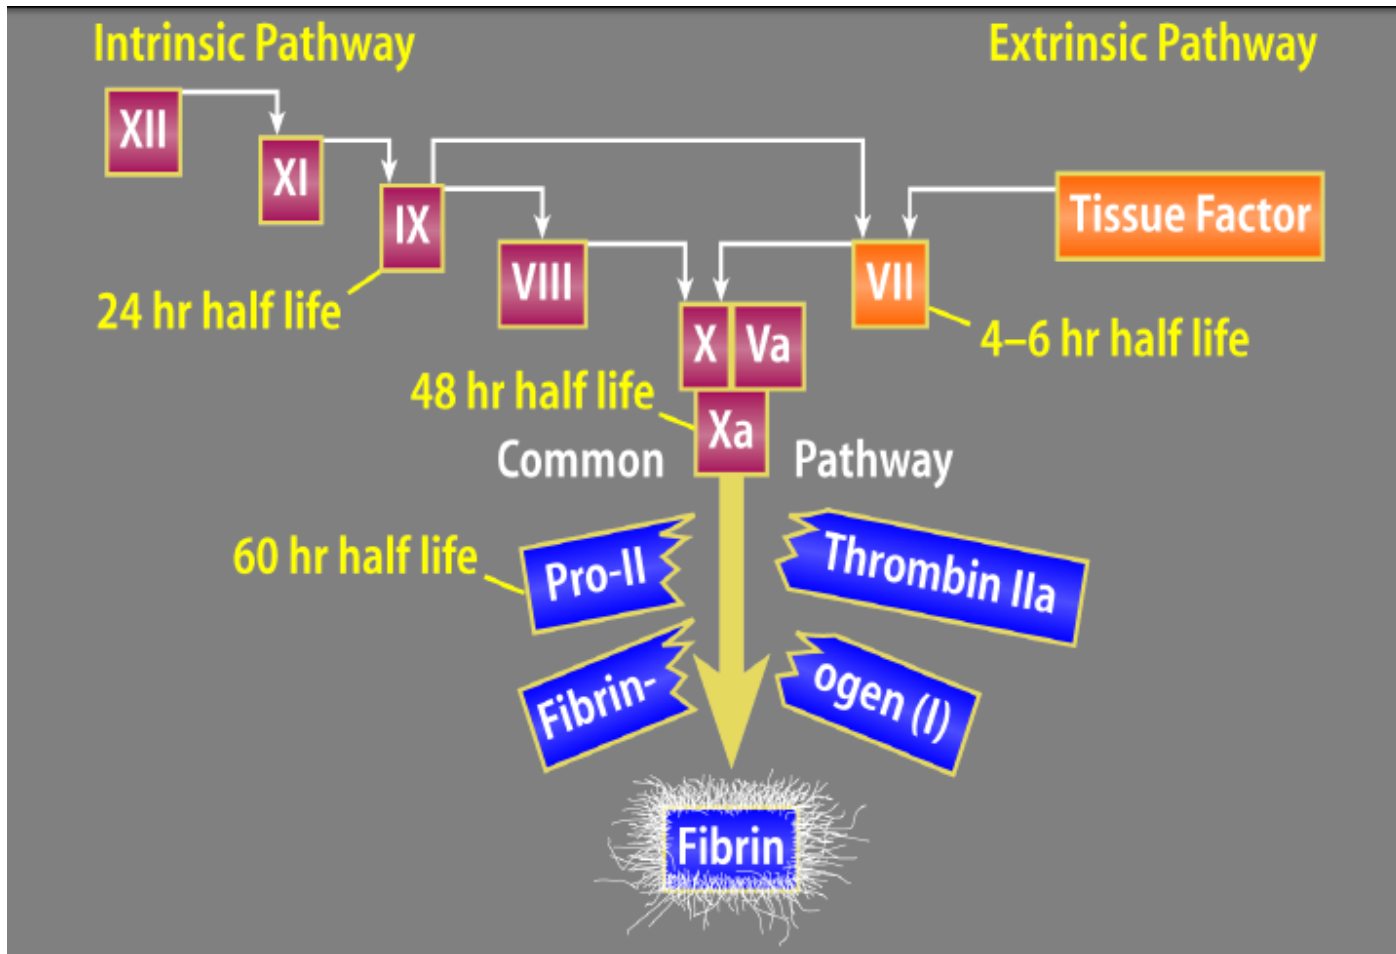 Intrinsic Pathway
Extrinsic Pathway
XII
XI
IX
VIII
VII
Tissue Factor
24 hr half life
X
Va
4–6 hr half life
48 hr half life
Xa
Common Pathway
60 hr half life
Pro-II
Thrombin IIa
Fibrin-
ogen (I)
Fibrin